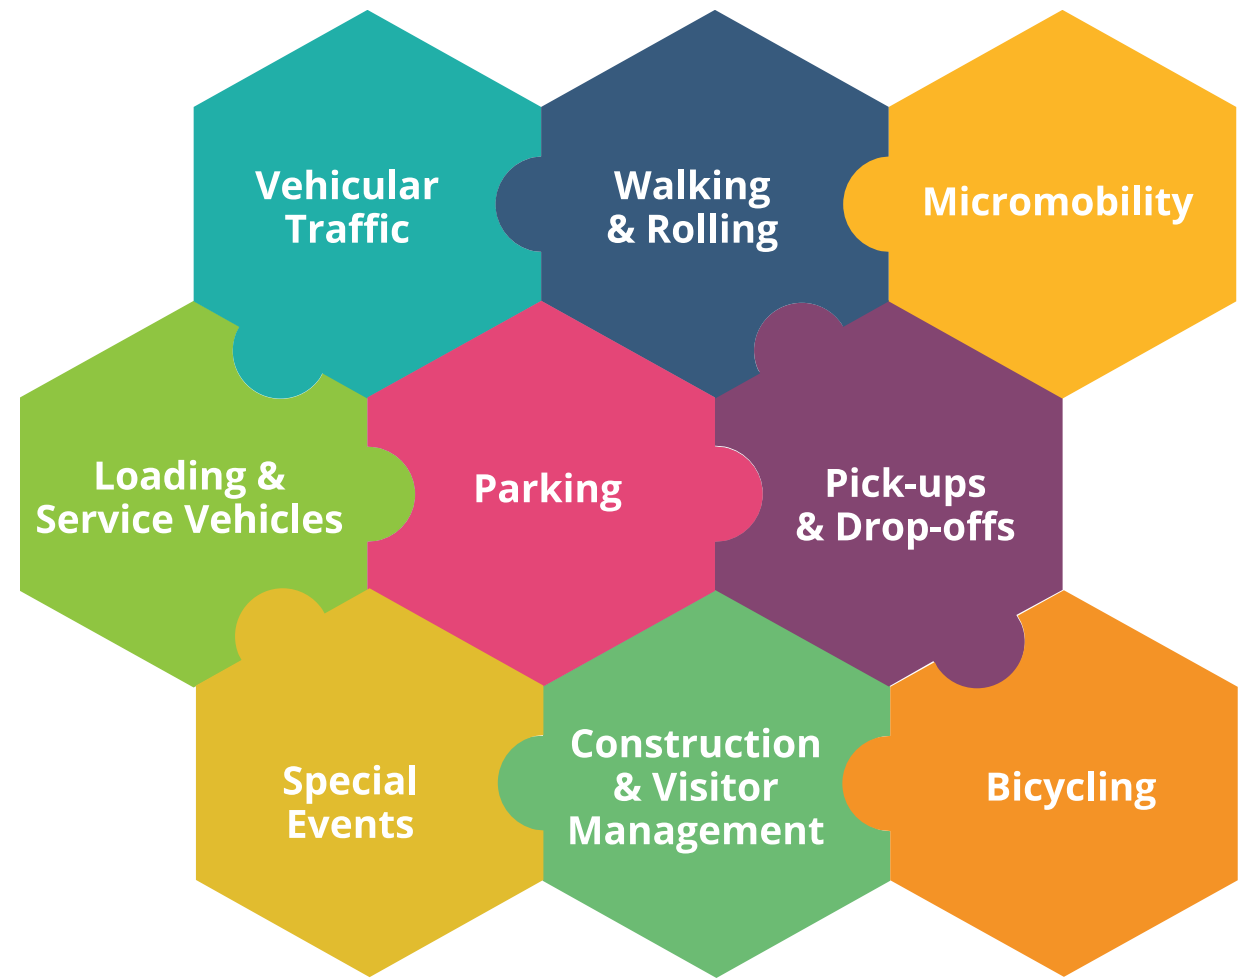 Vehicular
Traffic
Walking
& Rolling
Micromobility
Loading &
Service Vehicles
Parking
Pick-ups
& Drop-offs
Special
Events
Construction
& Visitor
Management
Bicycling